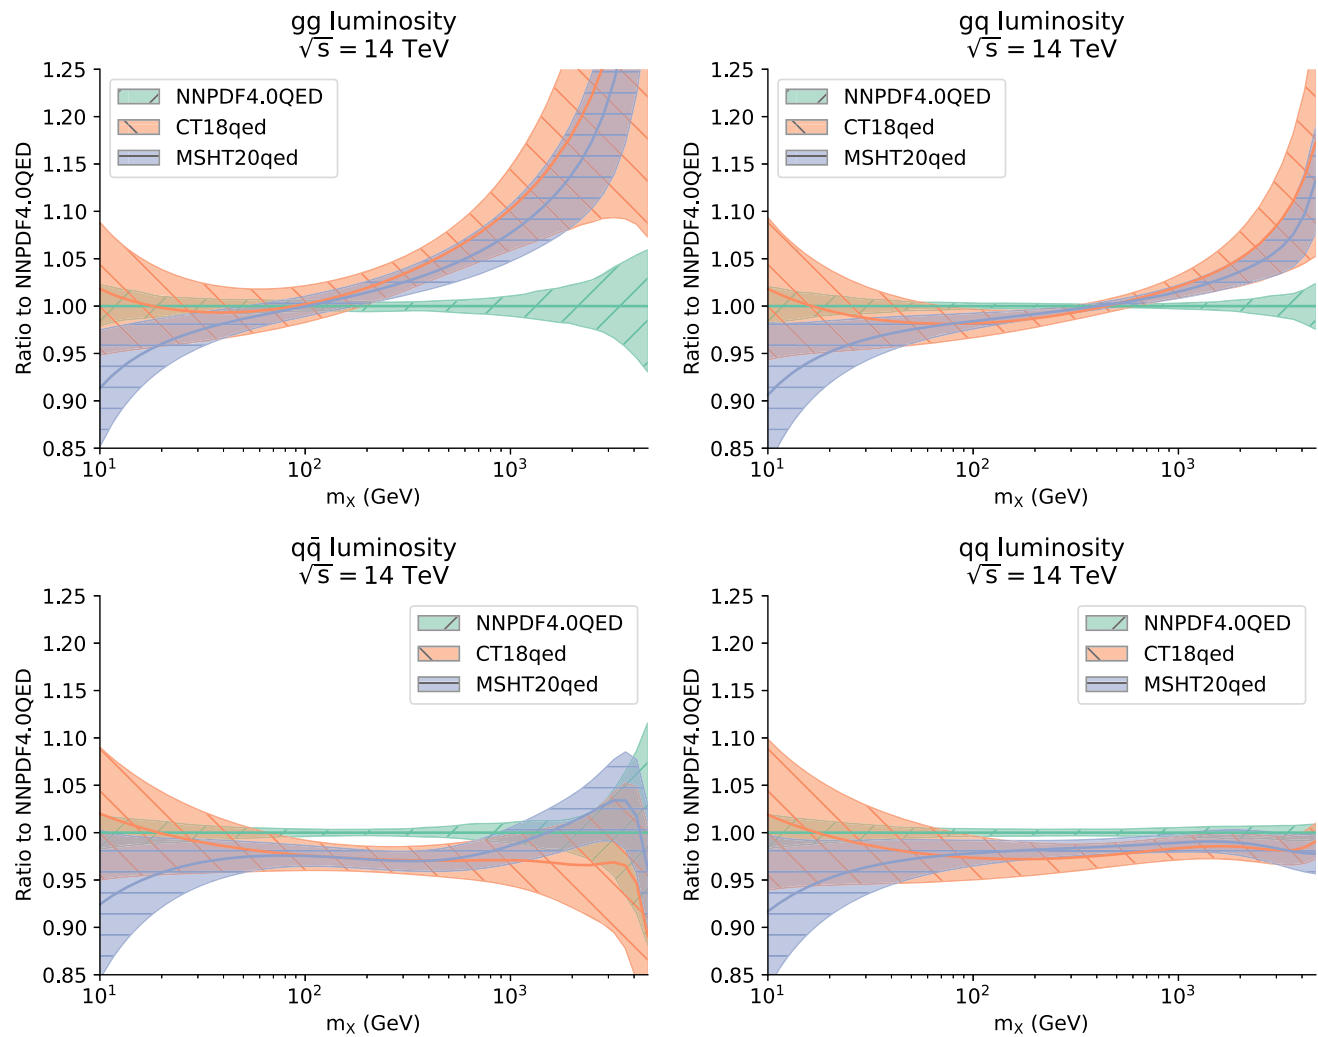 gg luminosity
√s = 14 TeV
Ratio to NNPDF4.0QED
1.25
1.20
1.15
1.10
1.05
1.00
0.95
0.90
0.85
NNPDF4.0QED
CT18qed
MSHT20qed
10¹
10²
10³
mX (GeV)
gq luminosity
√s = 14 TeV
Ratio to NNPDF4.0QED
1.25
1.20
1.15
1.10
1.05
1.00
0.95
0.90
0.85
NNPDF4.0QED
CT18qed
MSHT20qed
10¹
10²
10³
mX (GeV)
qq̄ luminosity
√s = 14 TeV
Ratio to NNPDF4.0QED
1.25
1.20
1.15
1.10
1.05
1.00
0.95
0.90
0.85
NNPDF4.0QED
CT18qed
MSHT20qed
10¹
10²
10³
mX (GeV)
qq luminosity
√s = 14 TeV
Ratio to NNPDF4.0QED
1.25
1.20
1.15
1.10
1.05
1.00
0.95
0.90
0.85
NNPDF4.0QED
CT18qed
MSHT20qed
10¹
10²
10³
mX (GeV)